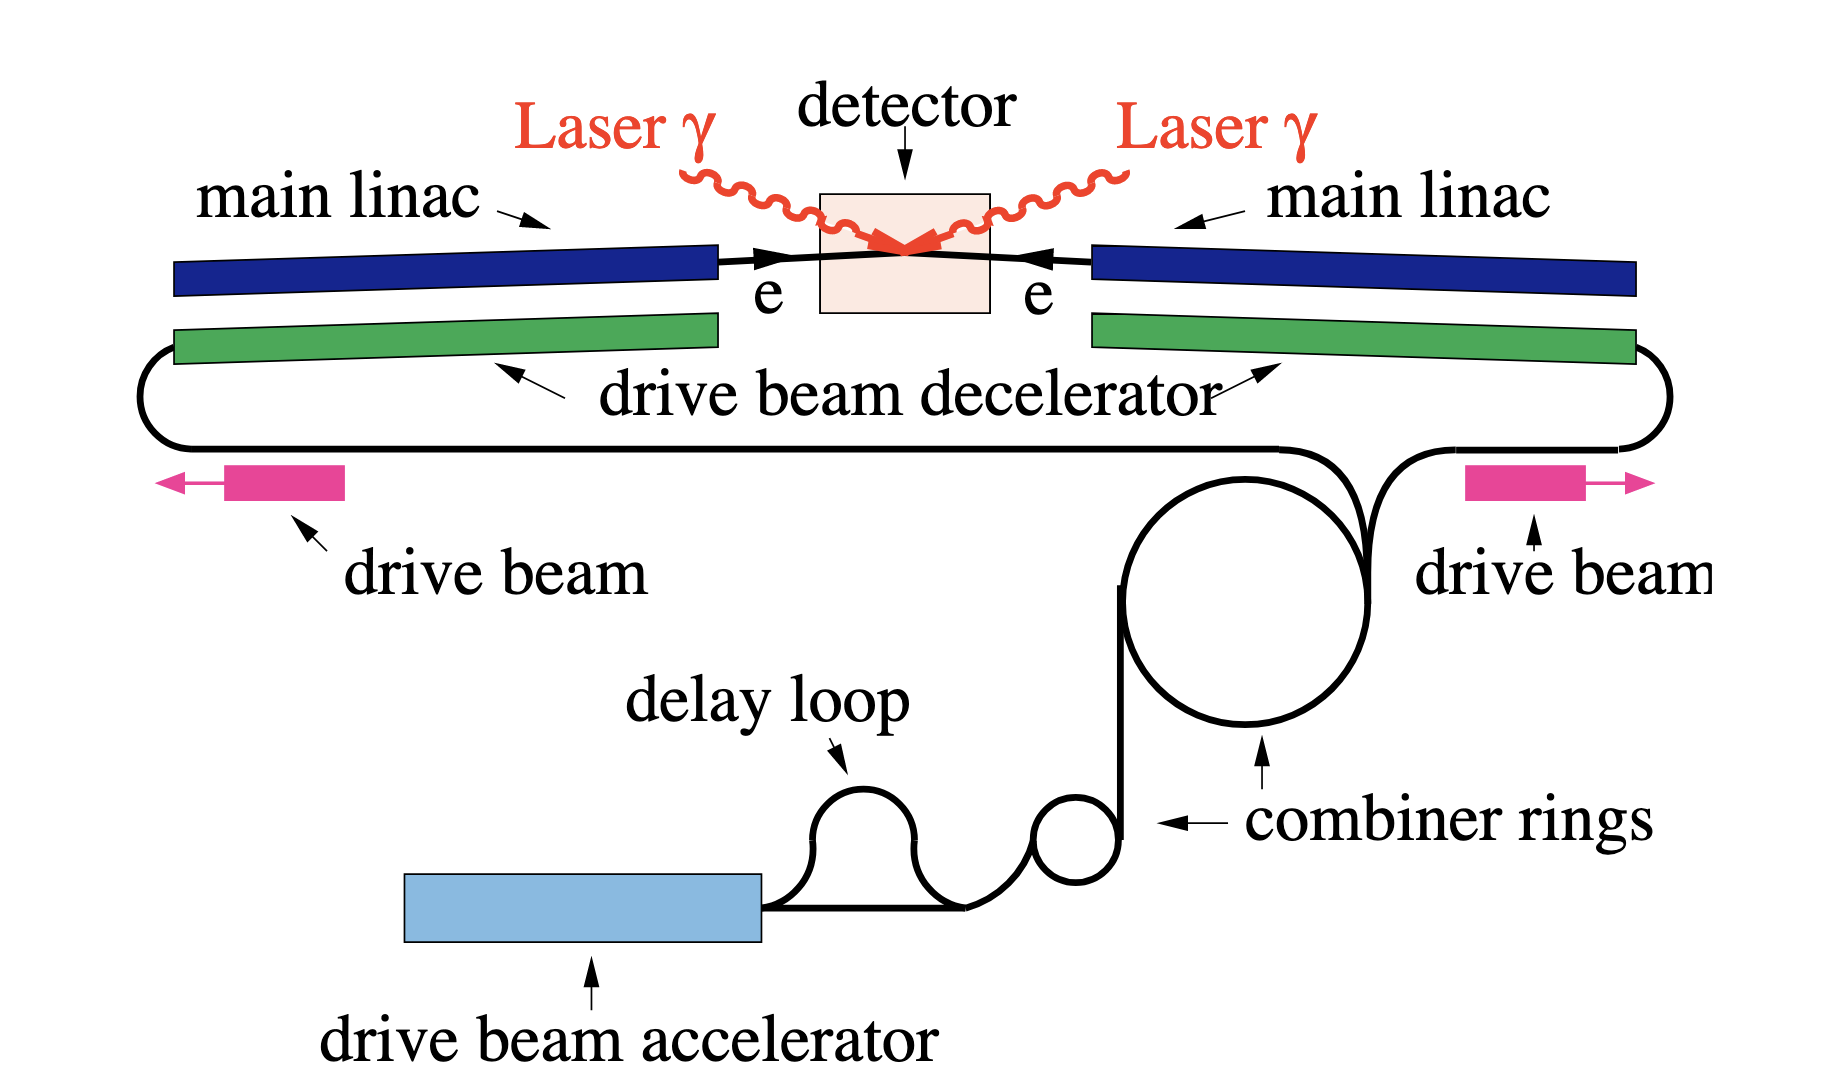 detector
Laser γ
Laser γ
main linac
main linac
e
e
drive beam decelerator
drive beam
drive beam
delay loop
combiner rings
drive beam accelerator